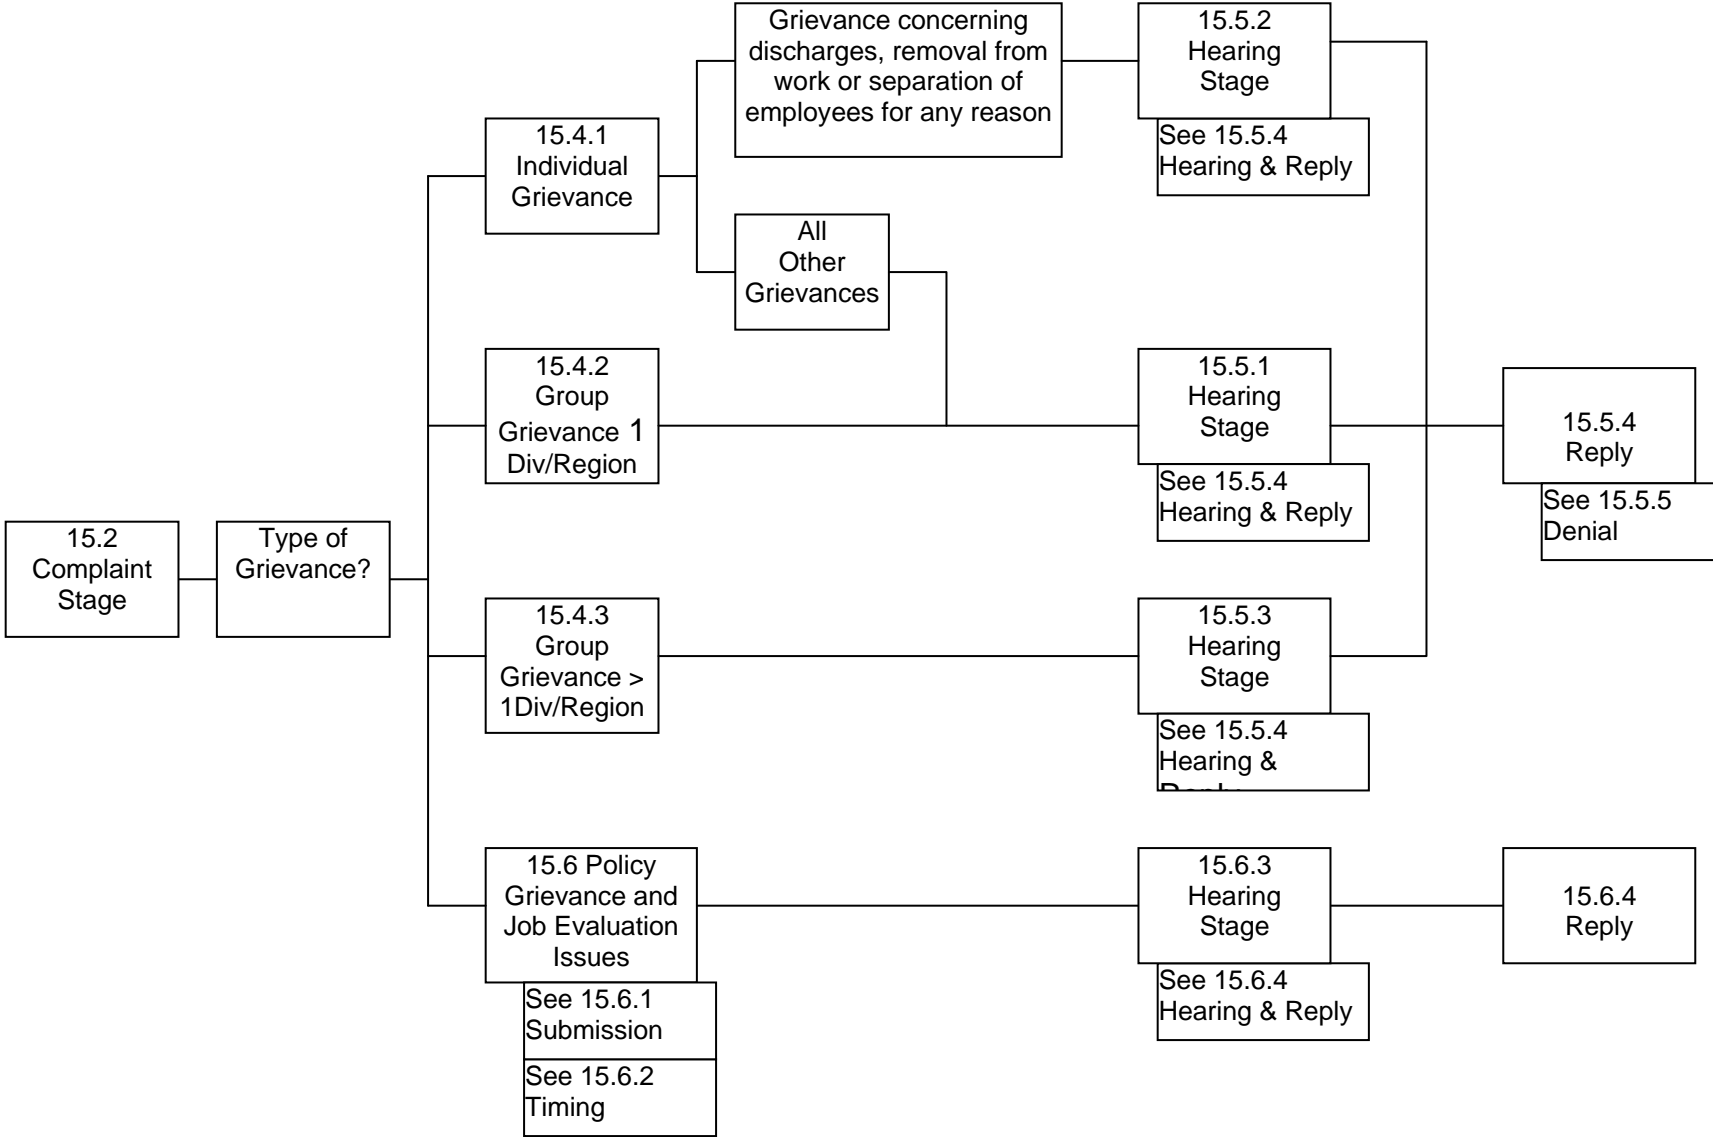 Grievance concerning
discharges, removal from
work or separation of
employees for any reason
15.5.2
Hearing
Stage
See 15.5.4
Hearing & Reply
15.4.1
Individual
Grievance
All
Other
Grievances
15.4.2
Group
Grievance 1
Div/Region
15.5.1
Hearing
Stage
See 15.5.4
Hearing & Reply
15.5.4
Reply
See 15.5.5
Denial
15.2
Complaint
Stage
Type of
Grievance?
15.4.3
Group
Grievance >
1Div/Region
15.5.3
Hearing
Stage
See 15.5.4
Hearing &
15.6 Policy
Grievance and
Job Evaluation
Issues
See 15.6.1
Submission
See 15.6.2
Timing
15.6.3
Hearing
Stage
See 15.6.4
Hearing & Reply
15.6.4
Reply